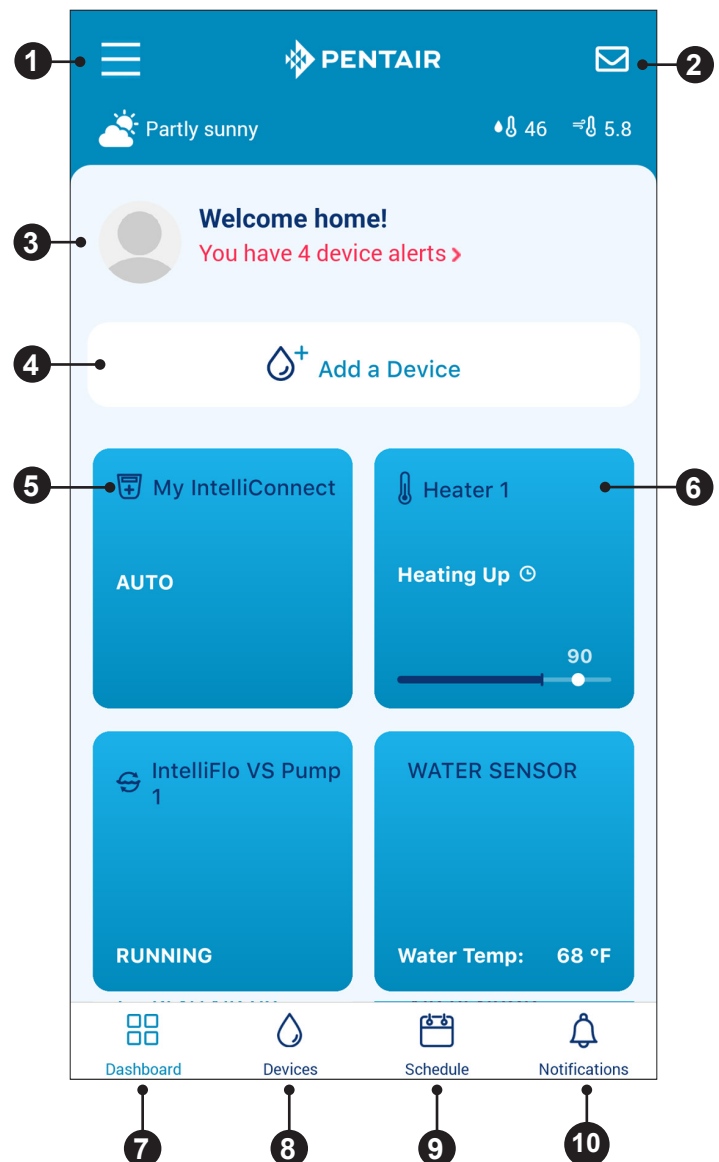 1
PENTAIR
2
Partly sunny
46
5.8
3
Welcome home!
You have 4 device alerts >
4
Add a Device
5
My IntelliConnect
AUTO
6
Heater 1
Heating Up
90
IntelliFlo VS Pump
1
RUNNING
WATER SENSOR
Water Temp: 68 °F
Dashboard
Devices
Schedule
Notifications
7
8
9
10